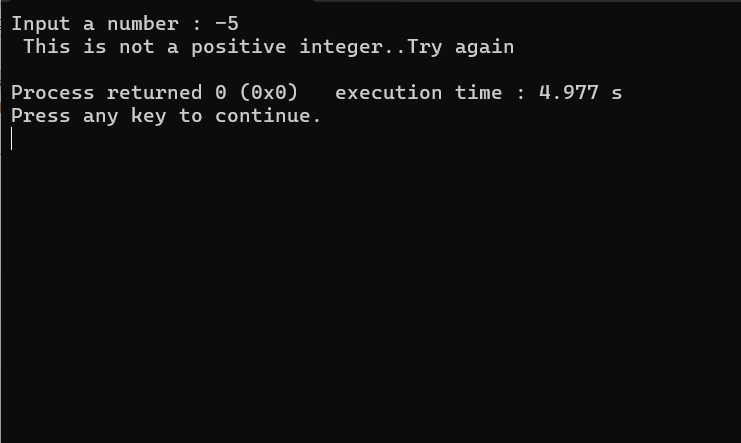 Input a number : -5
 This is not a positive integer..Try again

Process returned 0 (0x0)   execution time : 4.977 s
Press any key to continue.